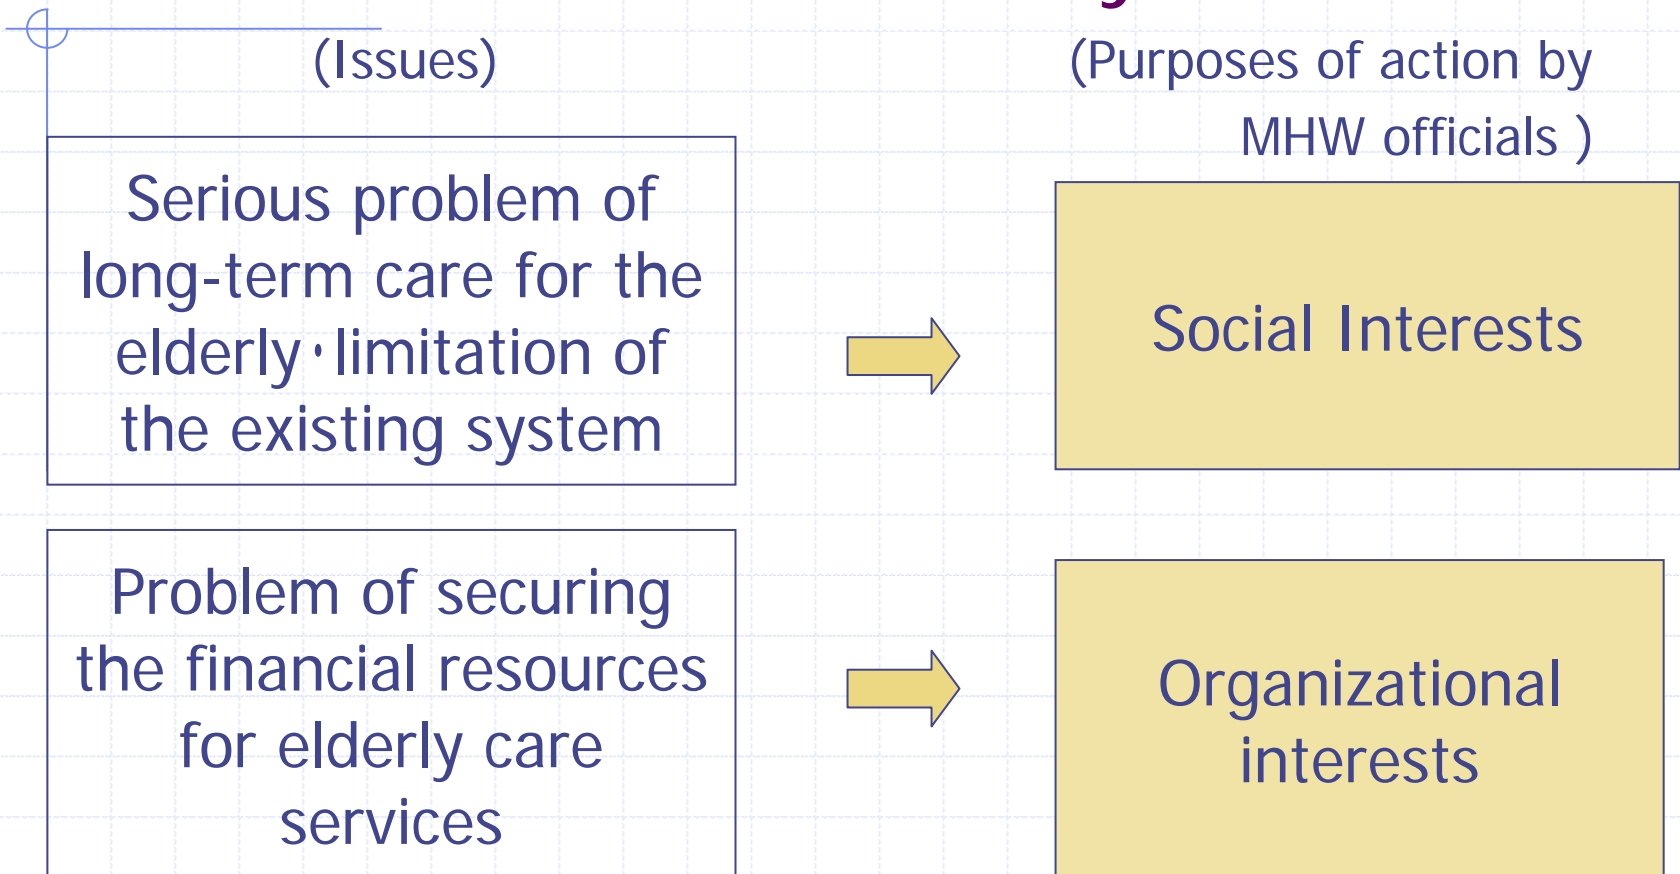 (Issues)
(Purposes of action by
MHW officials )
Serious problem of
long-term care for the
elderly・limitation of
the existing system
Social Interests
Problem of securing
the financial resources
for elderly care
services
Organizational
interests